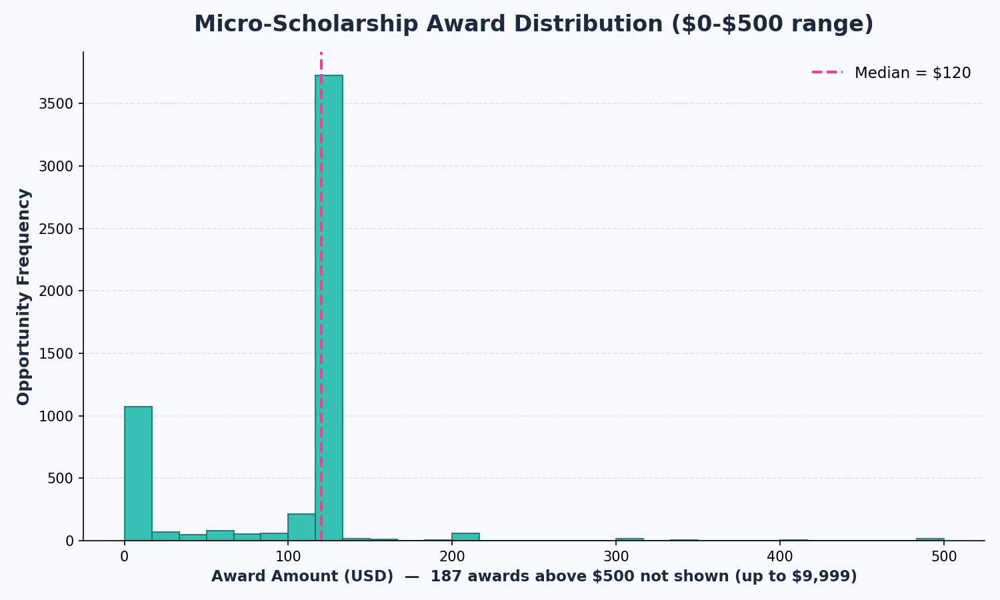 Micro-Scholarship Award Distribution ($0-$500 range)
Median = $120
Opportunity Frequency
3500
3000
2500
2000
1500
1000
500
0
0 100 200 300 400 500
Award Amount (USD) — 187 awards above $500 not shown (up to $9,999)